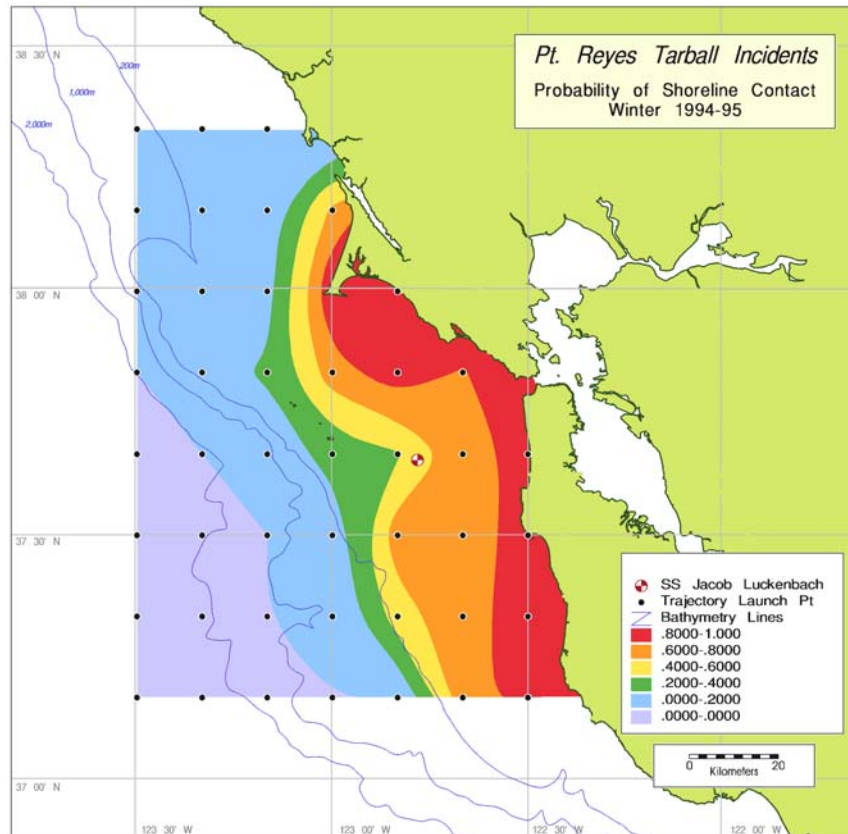 Pt. Reyes Tarball Incidents
Probability of Shoreline Contact
Winter 1994-95
38 30' N
200m
1,000m
2,000m
38 00' N
37 30' N
SS Jacob Luckenbach
Trajectory Launch Pt
Bathymetry Lines
.8000-1.000
.6000-.8000
.4000-.6000
.2000-.4000
.0000-.2000
.0000-.0000
0 20
Kilometers
37 00' N
123 30' W
123 00' W
122 30' W
122 00' W